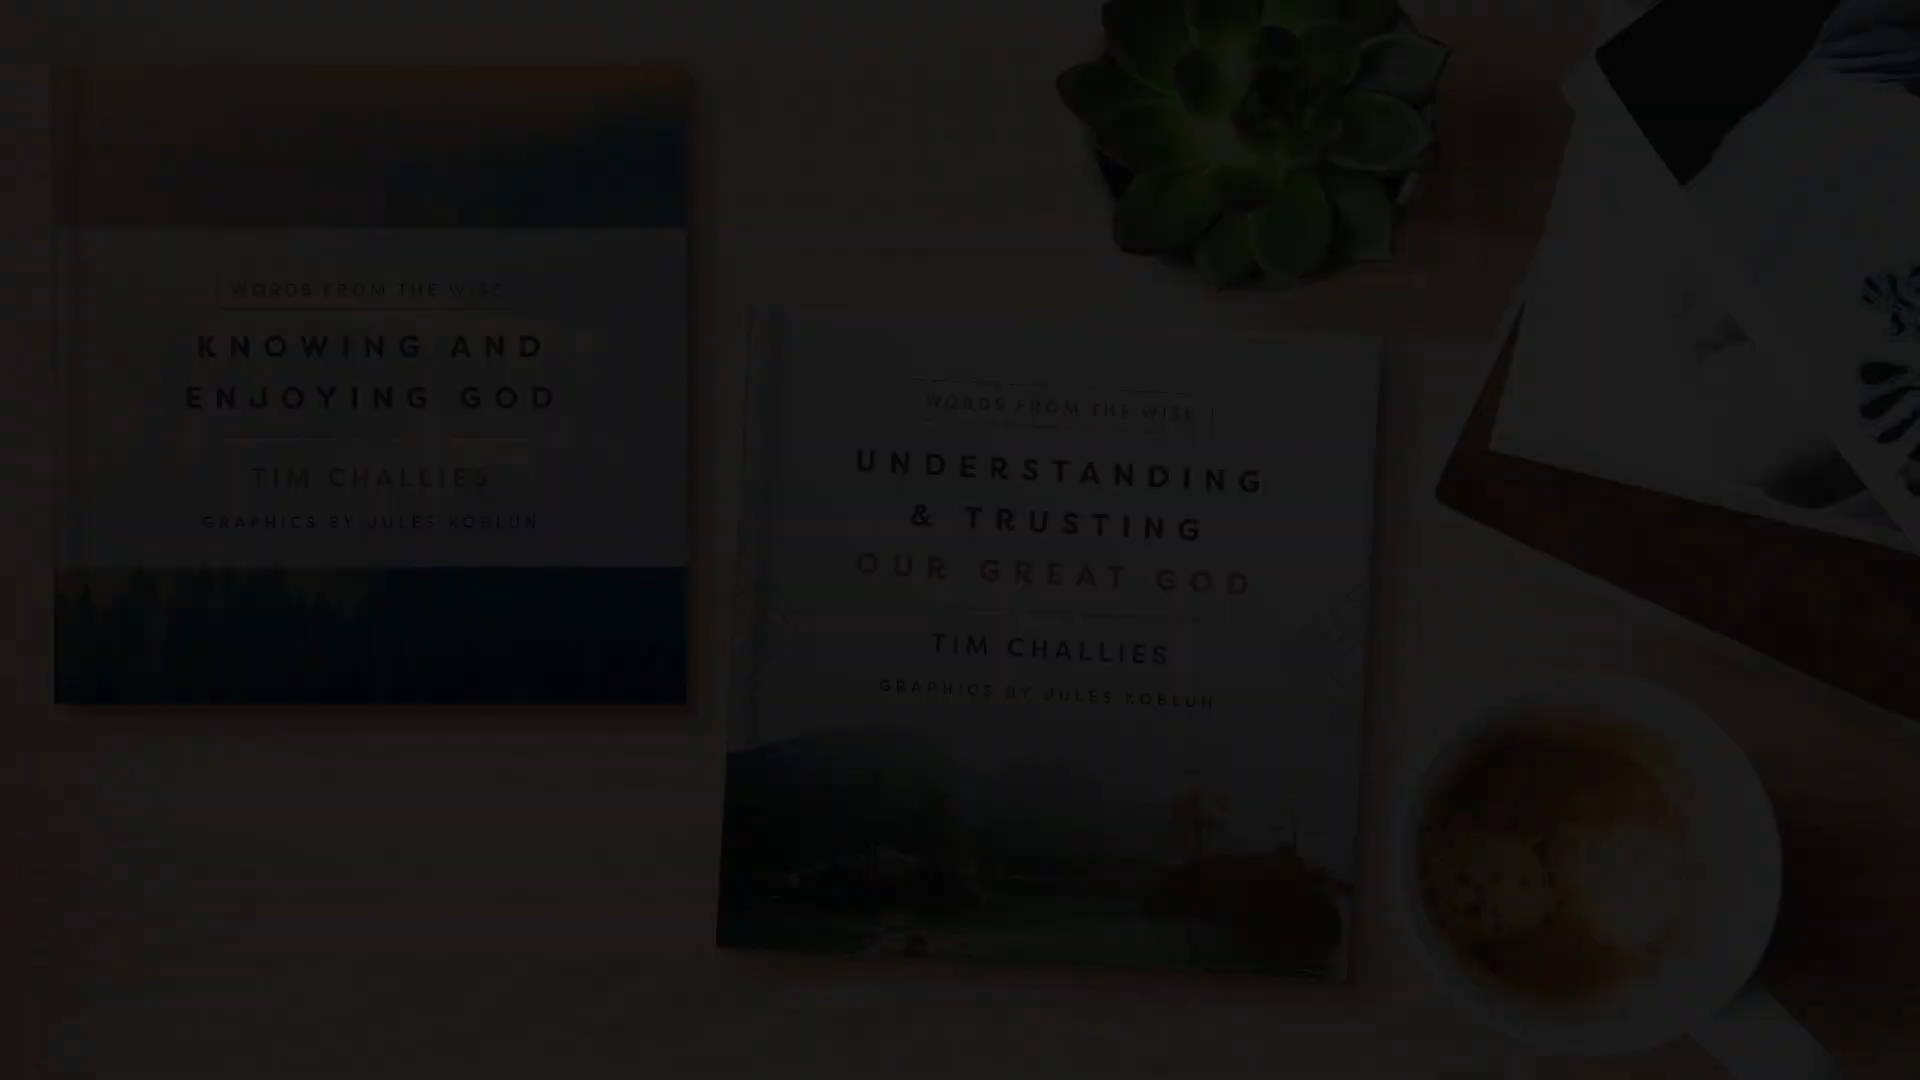 WORDS FROM THE WISE
KNOWING AND
ENJOYING GOD
TIM CHALLIES
GRAPHICS BY JULES KOBLUN
WORDS FROM THE WISE
UNDERSTANDING
& TRUSTING
OUR GREAT GOD
TIM CHALLIES
GRAPHICS BY JULES KOBLUN